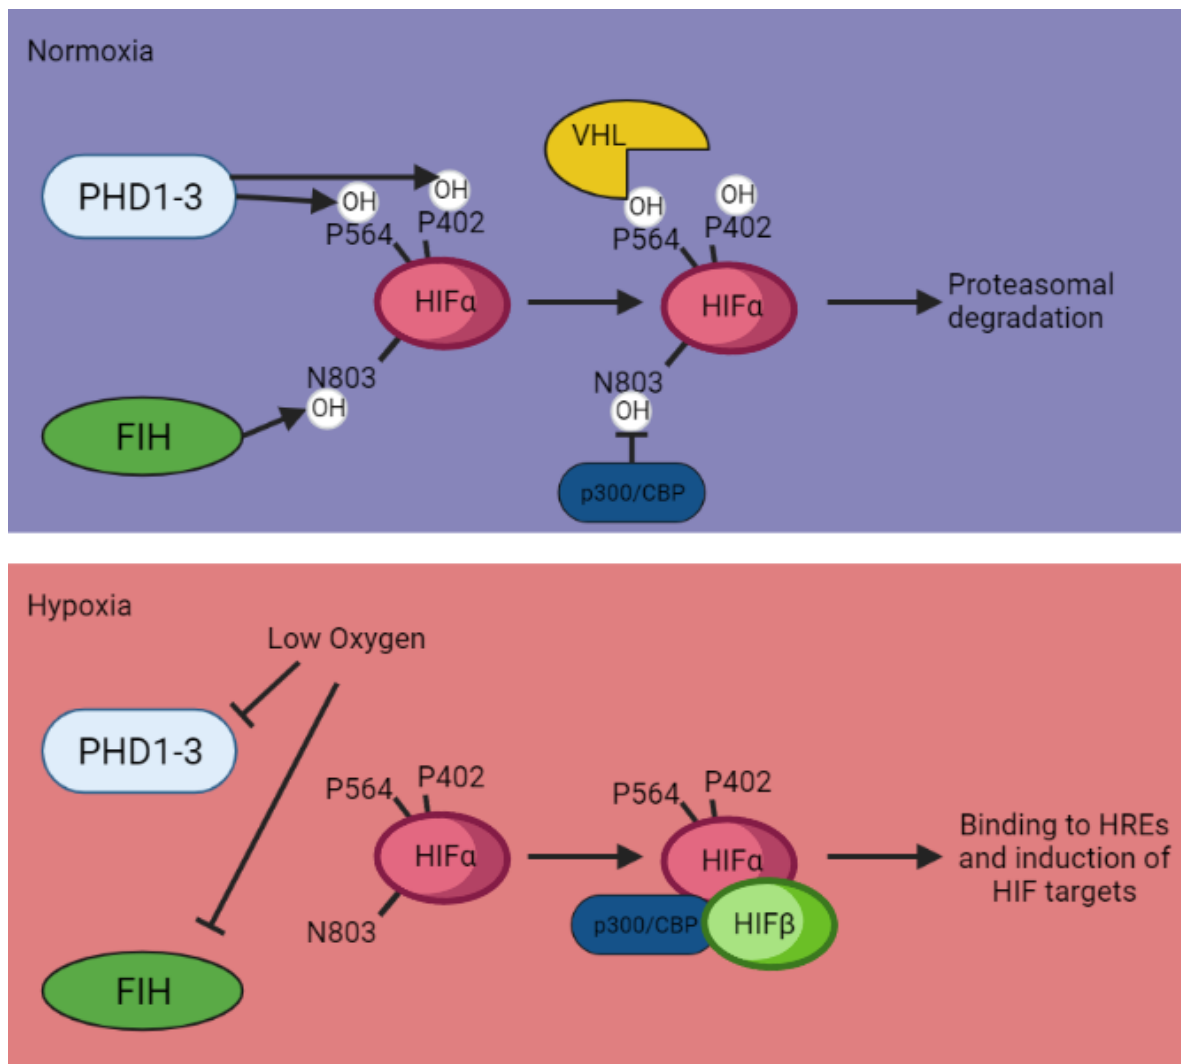 Normoxia
VHL
PHD1-3
OH
OH
OH
OH
P564
P402
P564
P402
HIFα
HIFα
Proteasomal
degradation
N803
OH
N803
OH
FIH
p300/CBP
Hypoxia
Low Oxygen
PHD1-3
P564
P402
P564
P402
HIFα
HIFα
Binding to HREs
and induction of
HIF targets
N803
p300/CBP
HIFβ
FIH